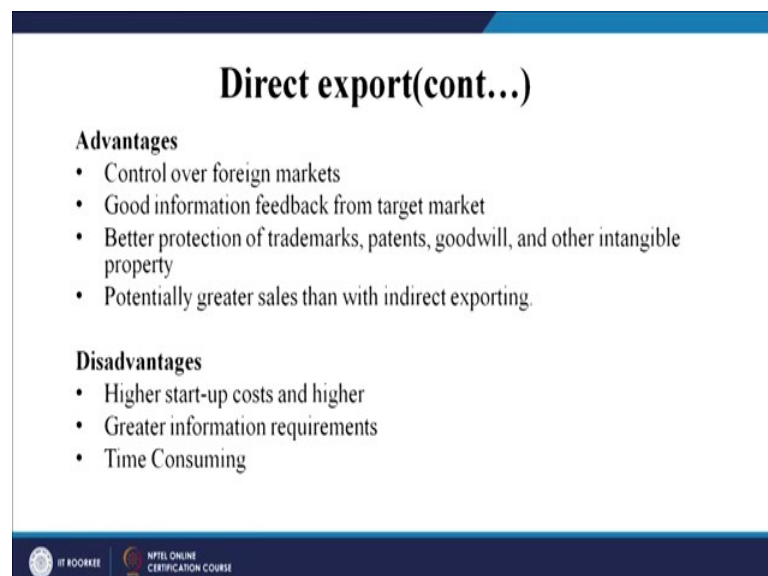 Direct export(cont…)
Advantages
• Control over foreign markets
• Good information feedback from target market
• Better protection of trademarks, patents, goodwill, and other intangible
property
• Potentially greater sales than with indirect exporting.
Disadvantages
• Higher start-up costs and higher
• Greater information requirements
• Time Consuming
IIT ROORKEE
NPTEL ONLINE
CERTIFICATION COURSE